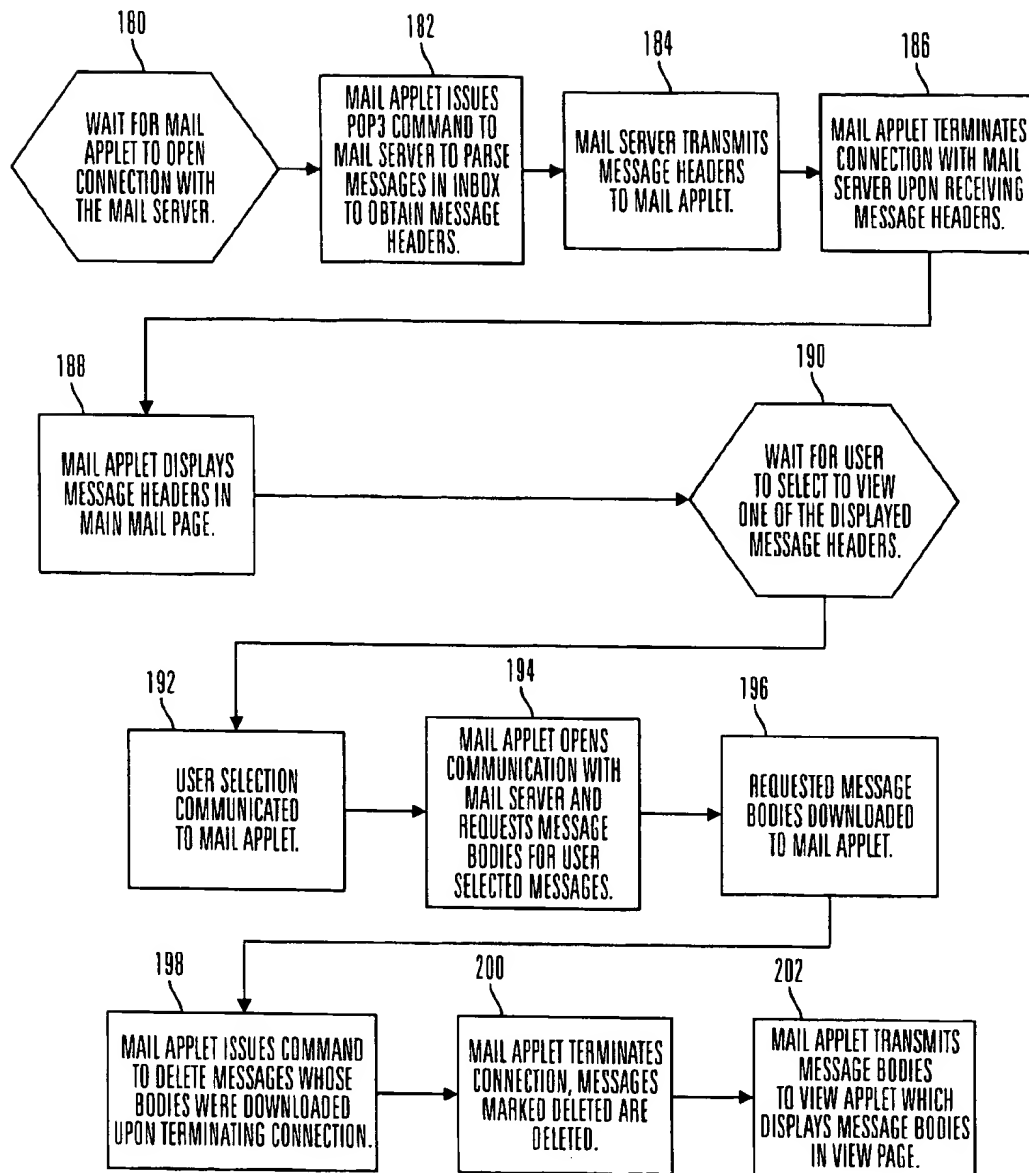 180
WAIT FOR MAIL
APPLET TO OPEN
CONNECTION WITH
THE MAIL SERVER.
182
MAIL APPLET ISSUES
POP3 COMMAND TO
MAIL SERVER TO PARSE
MESSAGES IN INBOX
TO OBTAIN MESSAGE
HEADERS.
184
MAIL SERVER TRANSMITS
MESSAGE HEADERS
TO MAIL APPLET.
186
MAIL APPLET TERMINATES
CONNECTION WITH MAIL
SERVER UPON RECEIVING
MESSAGE HEADERS.
188
MAIL APPLET DISPLAYS
MESSAGE HEADERS IN
MAIN MAIL PAGE.
190
WAIT FOR USER
TO SELECT TO VIEW
ONE OF THE DISPLAYED
MESSAGE HEADERS.
192
USER SELECTION
COMMUNICATED
TO MAIL APPLET.
194
MAIL APPLET OPENS
COMMUNICATION WITH
MAIL SERVER AND
REQUESTS MESSAGE
BODIES FOR USER
SELECTED MESSAGES.
196
REQUESTED MESSAGE
BODIES DOWNLOADED
TO MAIL APPLET.
198
MAIL APPLET ISSUES COMMAND
TO DELETE MESSAGES WHOSE
BODIES WERE DOWNLOADED
UPON TERMINATING CONNECTION.
200
MAIL APPLET TERMINATES
CONNECTION, MESSAGES
MARKED DELETED ARE
DELETED.
202
MAIL APPLET TRANSMITS
MESSAGE BODIES
TO VIEW APPLET WHICH
DISPLAYS MESSAGE BODIES
IN VIEW PAGE.